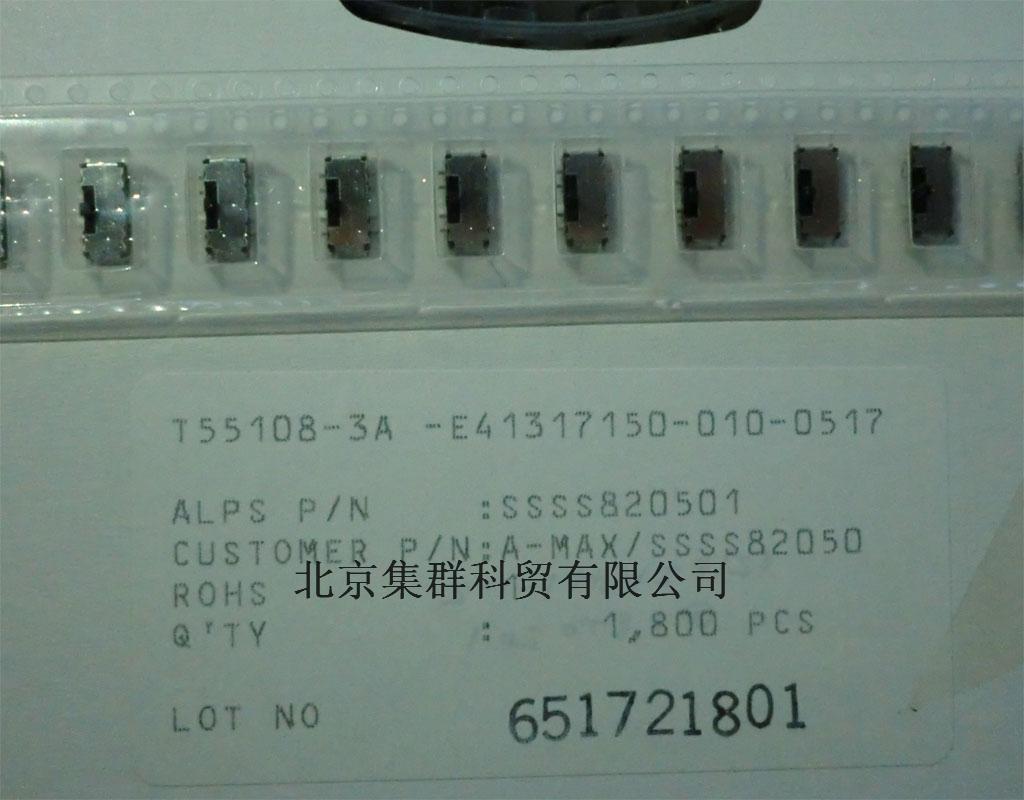 T55108-3A -E41317150-010-0517
ALPS P/N :SSSS820501
CUSTOMER P/N:A-MAX/SSSS82050
ROHS
北京集群科贸有限公司
Q'TY : 1,800 PCS
LOT NO 651721801